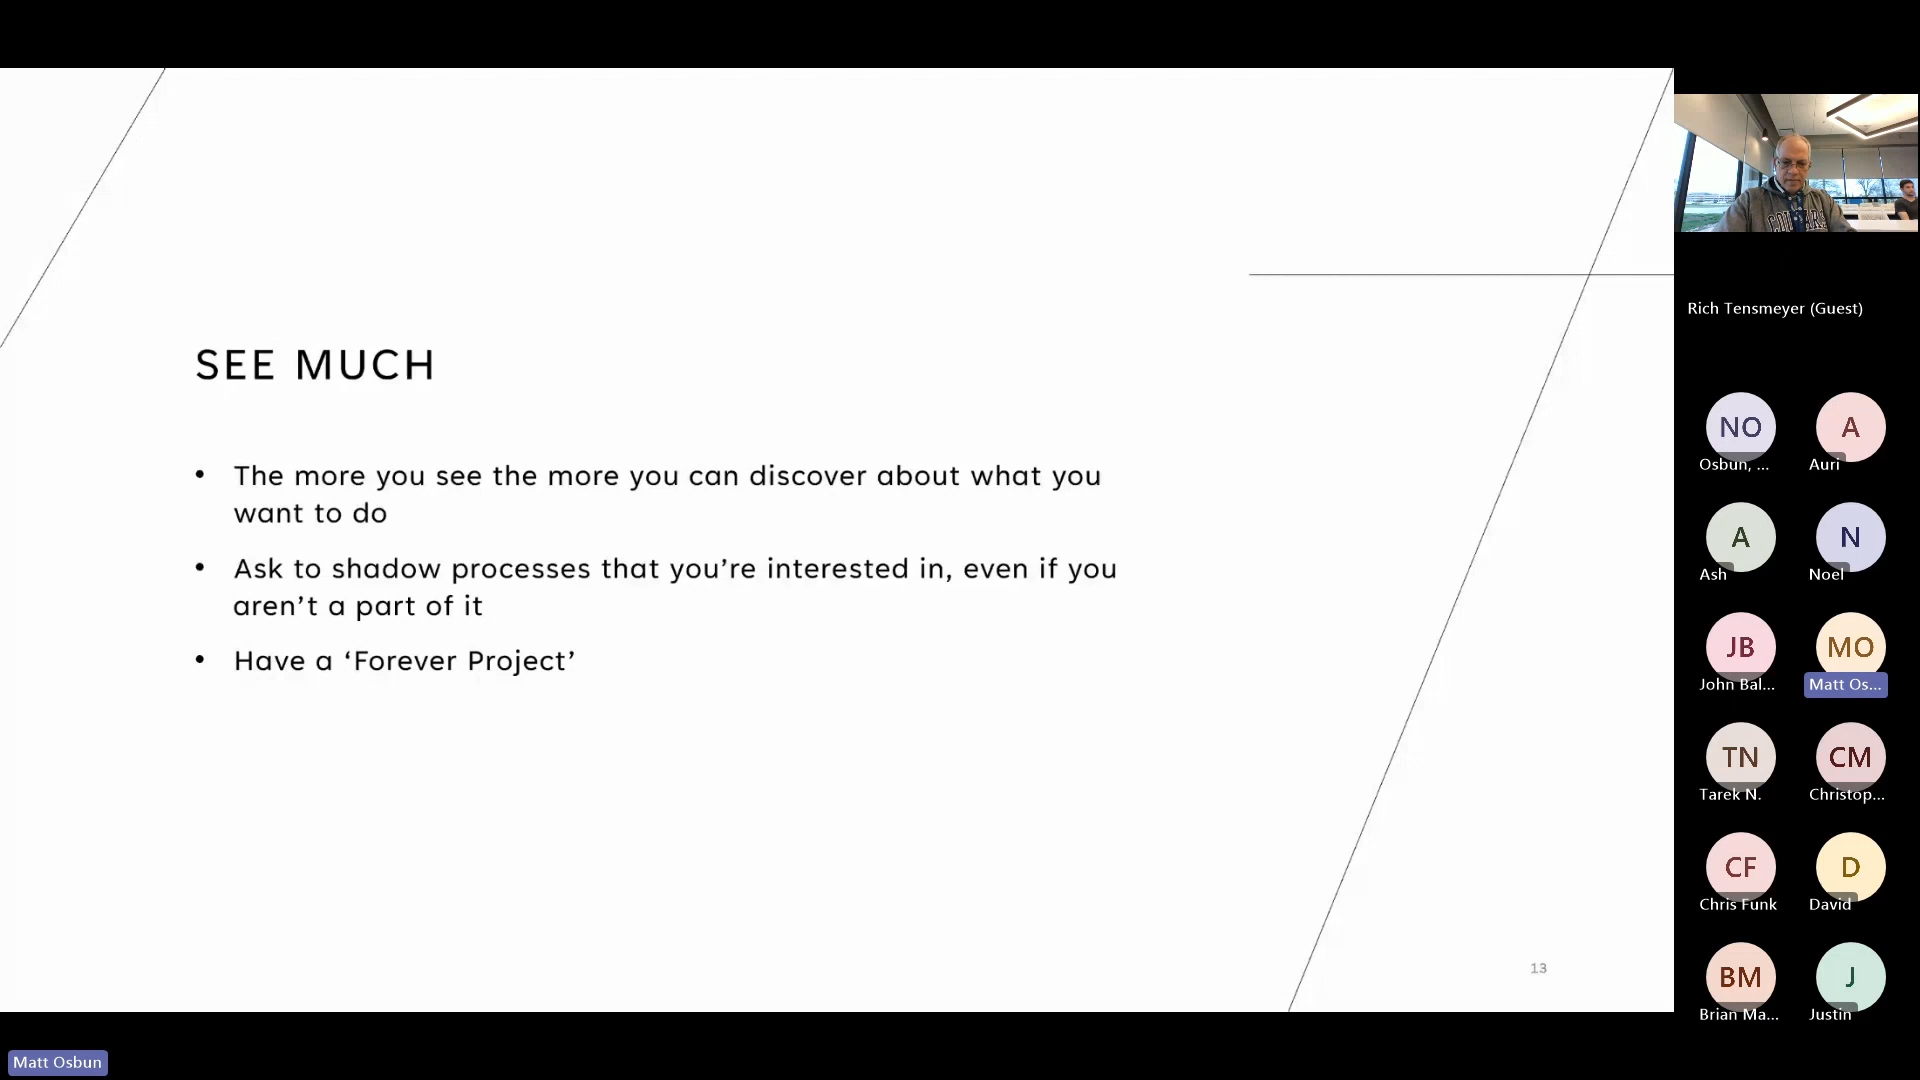 SEE MUCH
• The more you see the more you can discover about what you
want to do
• Ask to shadow processes that you’re interested in, even if you
aren’t a part of it
• Have a ‘Forever Project’
13
Rich Tensmeyer (Guest)
NO
A
Osbun, ...
Auri
A
N
Ash
Noel
JB
MO
John Bal...
Matt Os...
TN
CM
Tarek N.
Christop...
CF
D
Chris Funk
David
BM
J
Brian Ma...
Justin
Matt Osbun